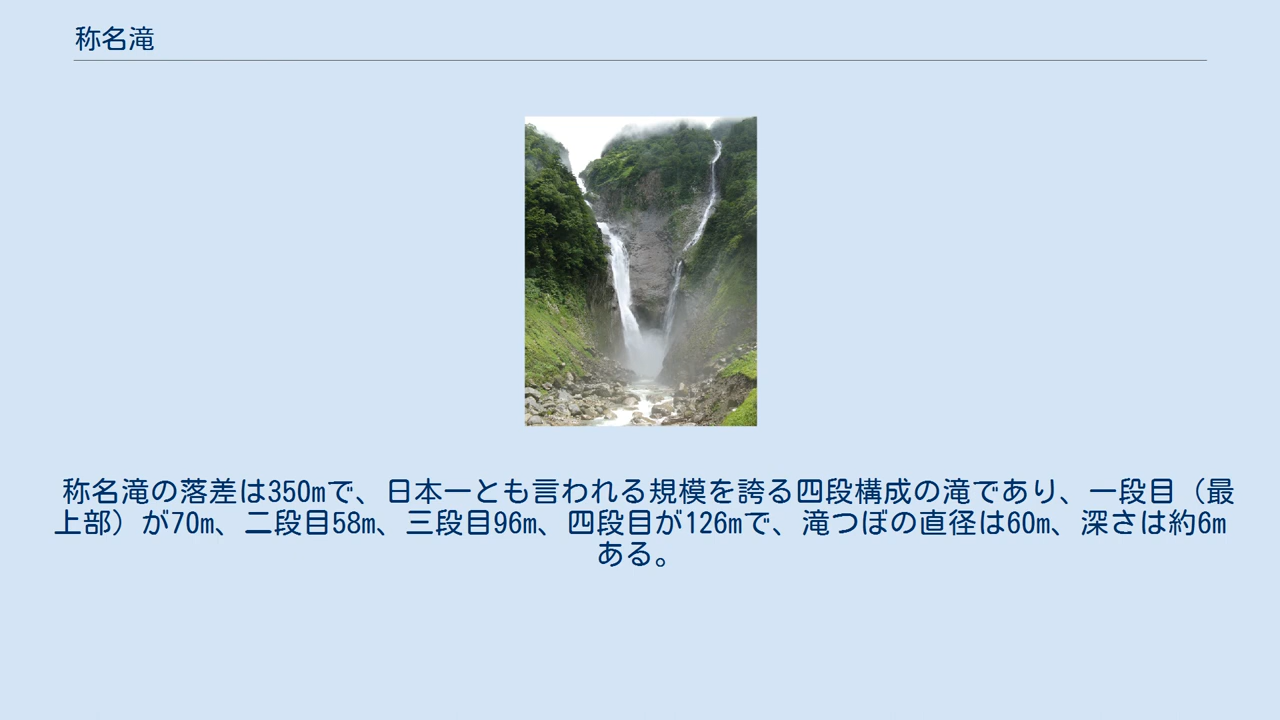 称名滝
称名滝の落差は350mで、日本一とも言われる規模を誇る四段構成の滝であり、一段目（最
上部）が70m、二段目58m、三段目96m、四段目が126mで、滝つぼの直径は60m、深さは約6m
ある。